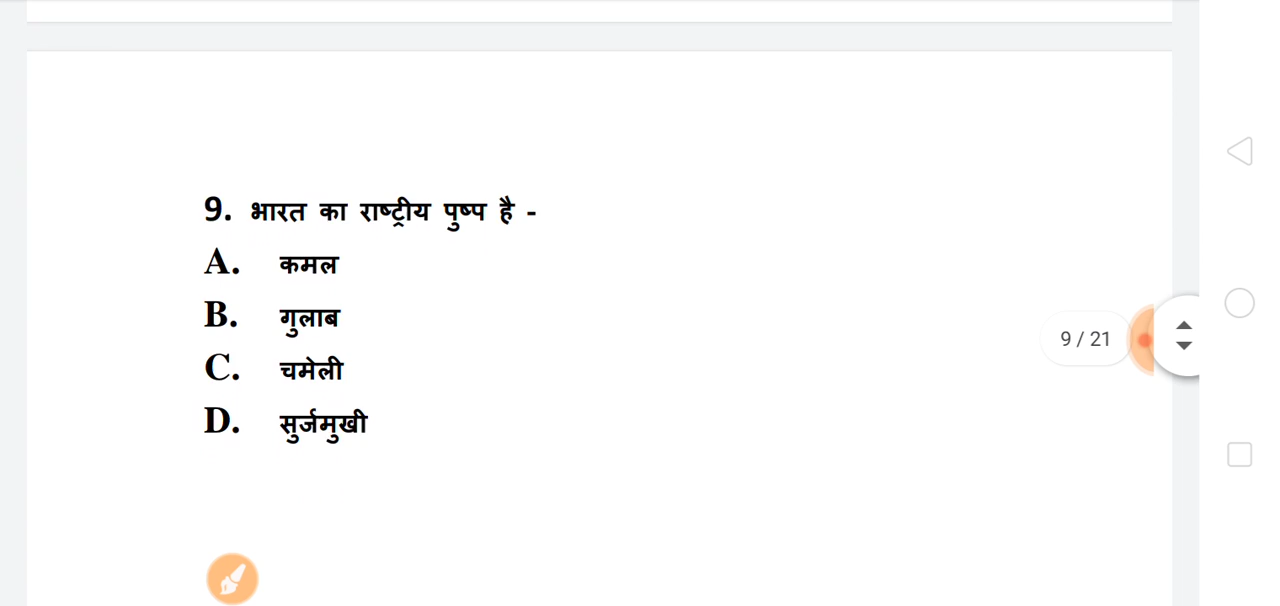 9. भारत का राष्ट्रीय पुष्प है -
A. कमल
B. गुलाब
C. चमेली
D. सुर्जमुखी
9 / 21